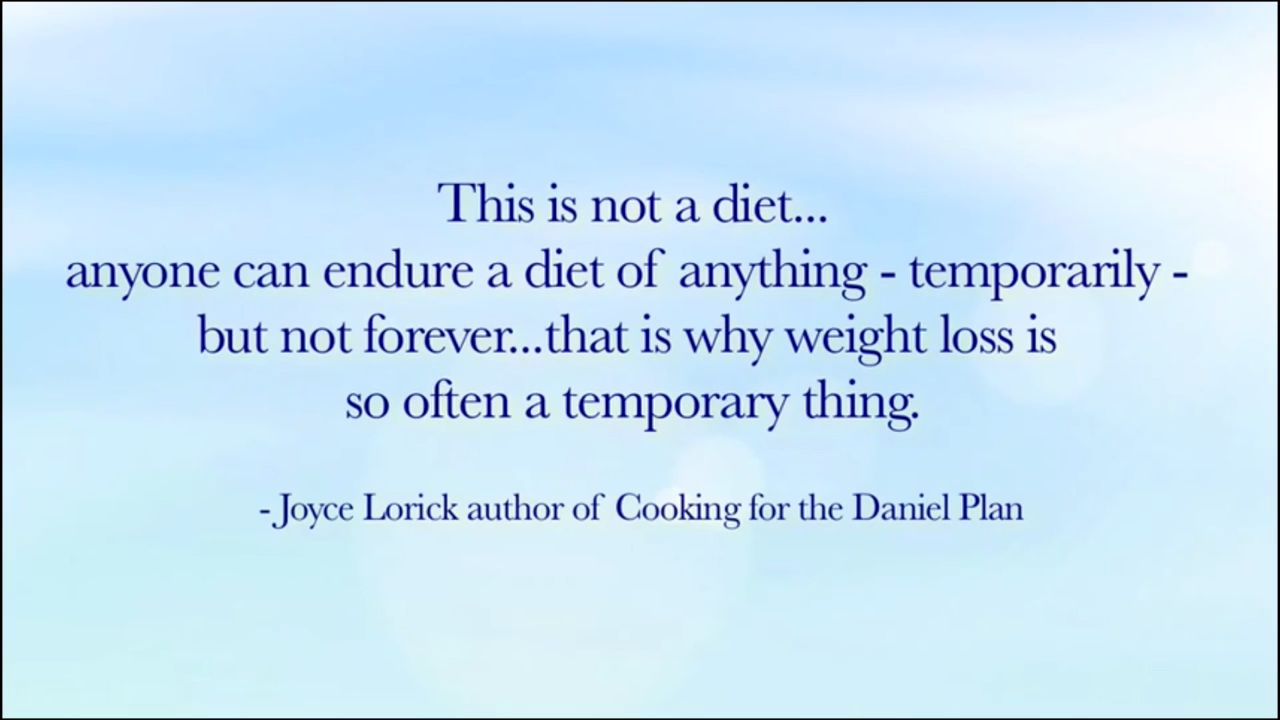 This is not a diet...
anyone can endure a diet of anything - temporarily -
but not forever...that is why weight loss is
so often a temporary thing.
- Joyce Lorick author of Cooking for the Daniel Plan